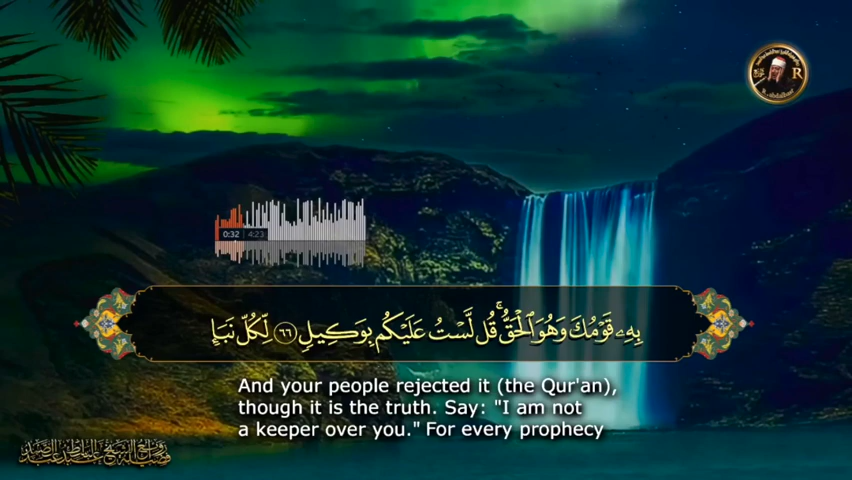 0:32 4:23
بِهِۦ قَوْمُكَ وَهُوَ ٱلْحَقُّ ۚ قُل لَّسْتُ عَلَيْكُم بِوَكِيلٍ ٦٦ لِّكُلِّ نَبَإٍ
And your people rejected it (the Qur'an),
though it is the truth. Say: "I am not
a keeper over you." For every prophecy
R